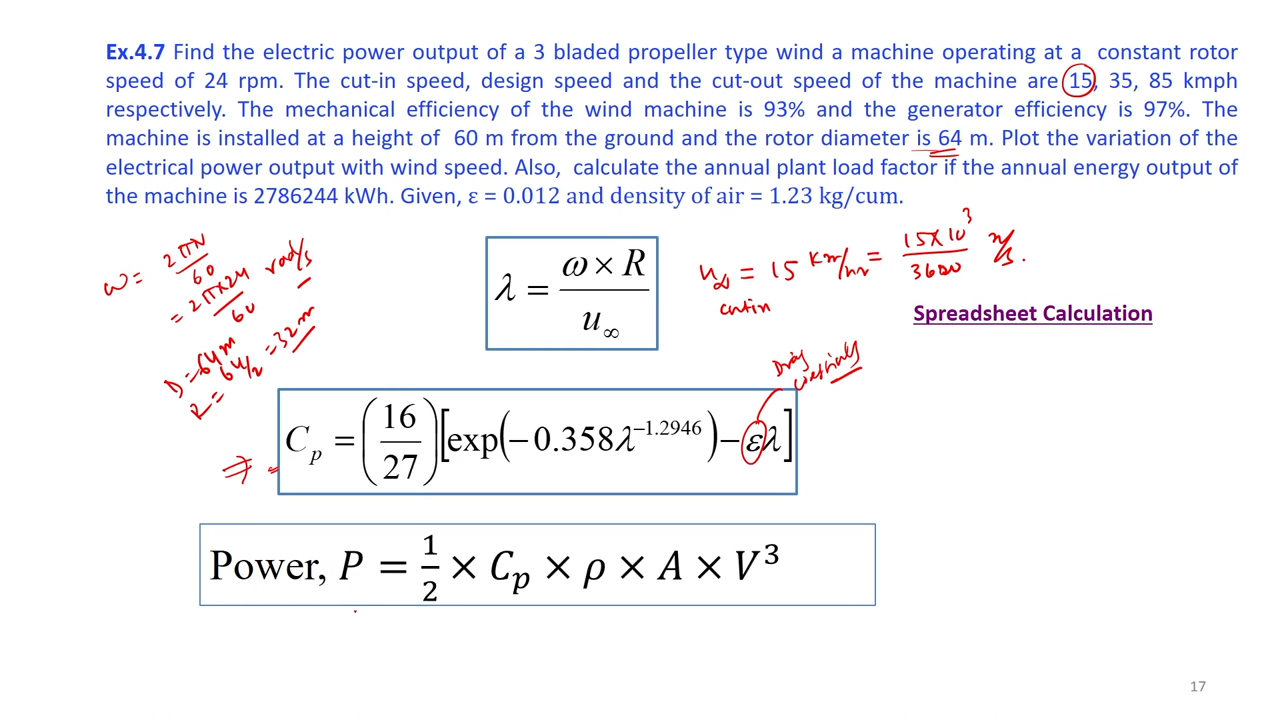 Ex.4.7 Find the electric power output of a 3 bladed propeller type wind a machine operating at a constant rotor
speed of 24 rpm. The cut-in speed, design speed and the cut-out speed of the machine are 15, 35, 85 kmph
respectively. The mechanical efficiency of the wind machine is 93% and the generator efficiency is 97%. The
machine is installed at a height of 60 m from the ground and the rotor diameter is 64 m. Plot the variation of the
electrical power output with wind speed. Also, calculate the annual plant load factor if the annual energy output of
the machine is 2786244 kWh. Given, ε = 0.012 and density of air = 1.23 kg/cum.
ω = 2πN/60
= 2π×24/60 rad/s
D = 64 m
R = 64/2 = 32 m
λ = ω × R / u∞
u∞ = 15 Km/hr = 15×10³/3600 m/s.
cutin
Spreadsheet Calculation
Drag
Cp = (16/27)[exp(−0.358λ^−1.2946) − ελ]
⇒
Power, P = 1/2 × Cp × ρ × A × V³
17